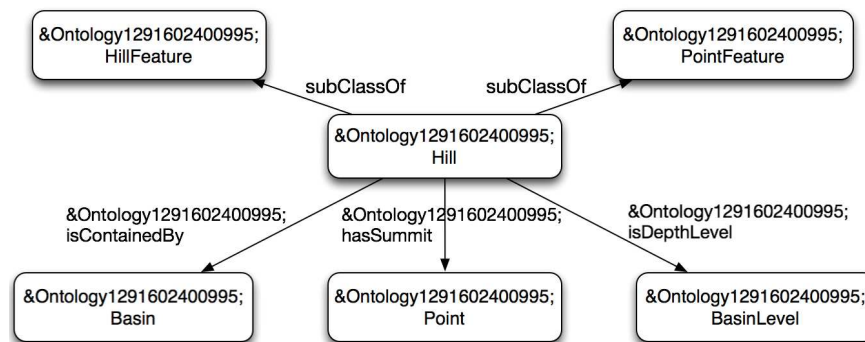 &Ontology1291602400995;
HillFeature
&Ontology1291602400995;
PointFeature
subClassOf
subClassOf
&Ontology1291602400995;
Hill
&Ontology1291602400995;
isContainedBy
&Ontology1291602400995;
hasSummit
&Ontology1291602400995;
isDepthLevel
&Ontology1291602400995;
Basin
&Ontology1291602400995;
Point
&Ontology1291602400995;
BasinLevel